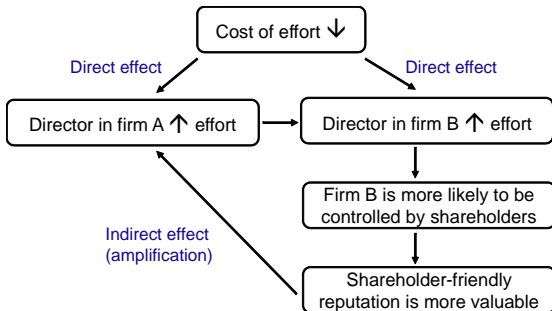 Cost of effort ↓
Direct effect
Direct effect
Director in firm A ↑ effort
Director in firm B ↑ effort
Firm B is more likely to be
controlled by shareholders
Indirect effect
(amplification)
Shareholder-friendly
reputation is more valuable